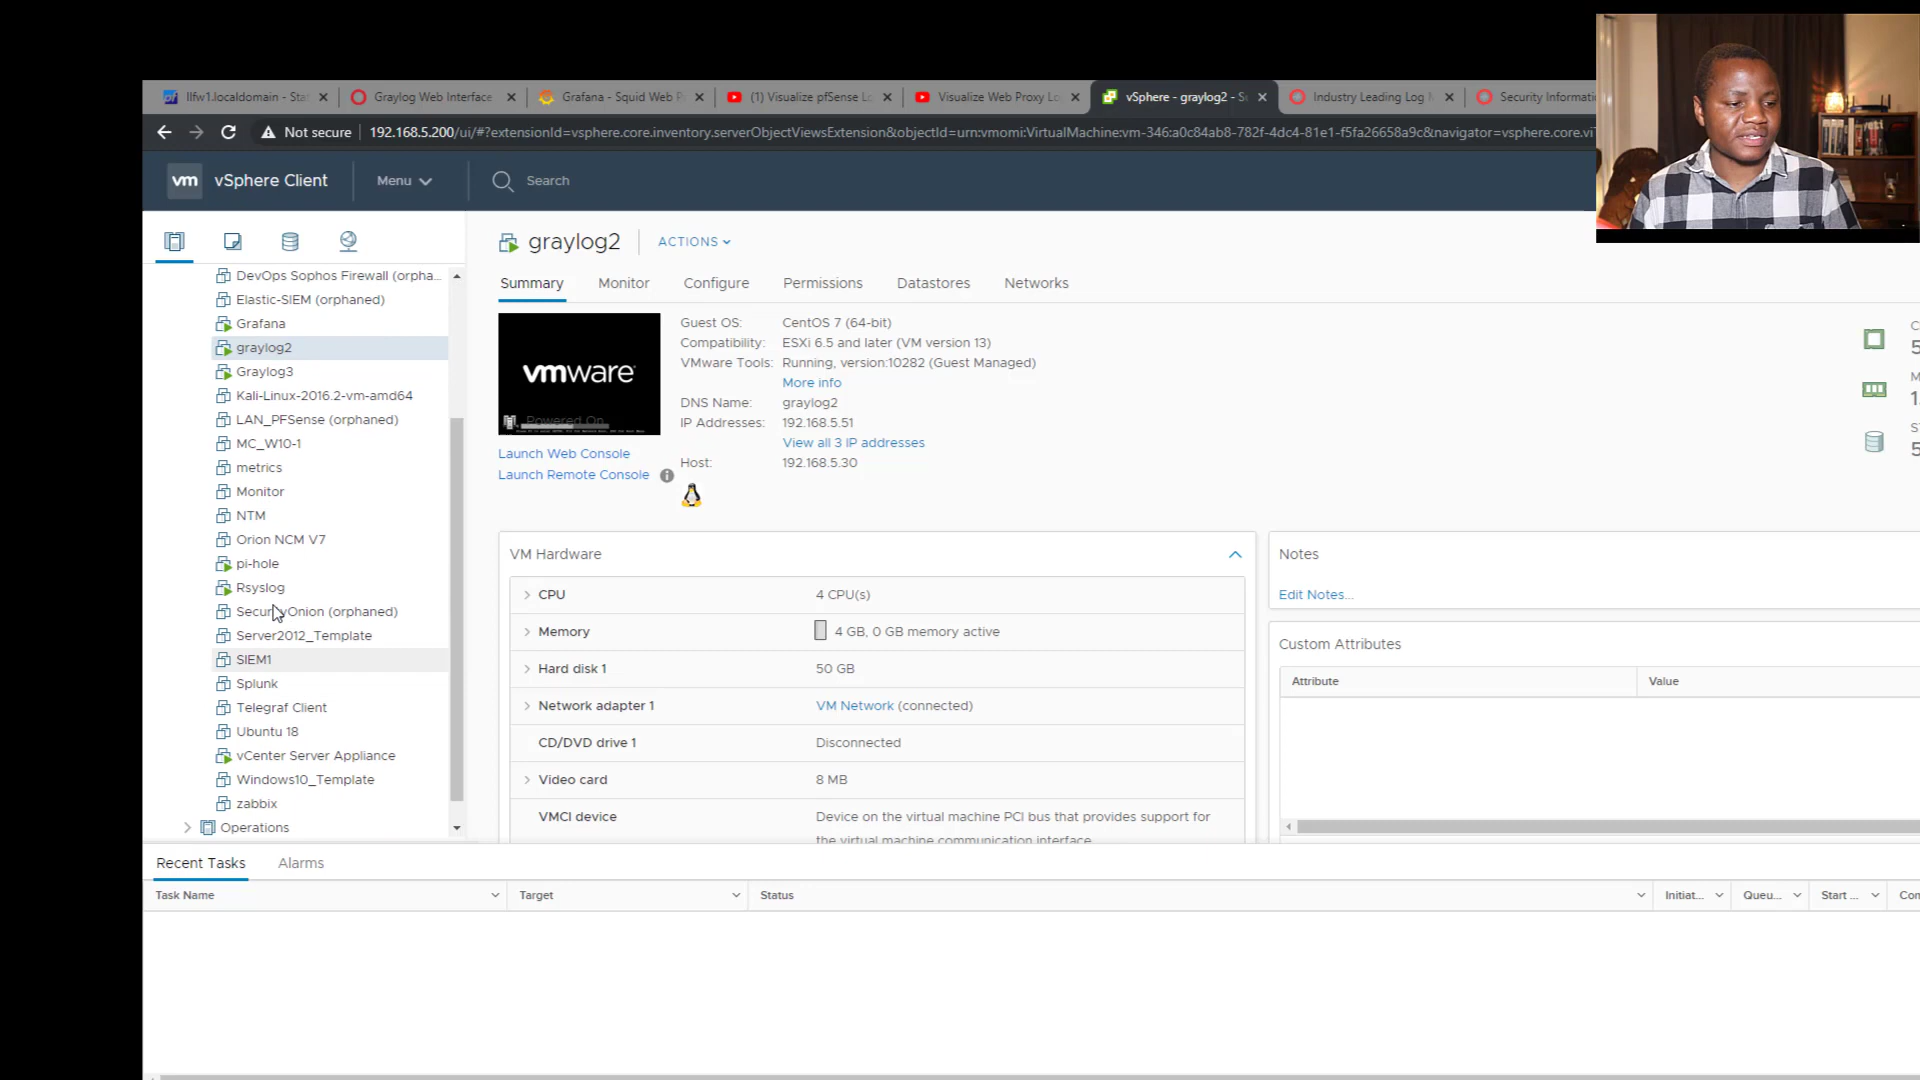 llfw1.localdomain - Sta
Graylog Web Interface
Grafana - Squid Web P
(1) Visualize pfSense Lo
Visualize Web Proxy Lo
vSphere - graylog2 - Su
Industry Leading Log M
Security Informati
Not secure
192.168.5.200/ui/#?extensionId=vsphere.core.inventory.serverObjectViewsExtension&objectId=urn:vmomi:VirtualMachine:vm-346:a0c84ab8-782f-4dc4-81e1-f5fa26658a9c&navigator=vsphere.core.vi
vm vSphere Client
Menu
Search
DevOps Sophos Firewall (orpha...
Elastic-SIEM (orphaned)
Grafana
graylog2
Graylog3
Kali-Linux-2016.2-vm-amd64
LAN_PFSense (orphaned)
MC_W10-1
metrics
Monitor
NTM
Orion NCM V7
pi-hole
Rsyslog
SecurityOnion (orphaned)
Server2012_Template
SIEM1
Splunk
Telegraf Client
Ubuntu 18
vCenter Server Appliance
Windows10_Template
zabbix
Operations
graylog2
ACTIONS
Summary Monitor Configure Permissions Datastores Networks
vmware
Powered On
Launch Web Console
Launch Remote Console
Guest OS: CentOS 7 (64-bit)
Compatibility: ESXi 6.5 and later (VM version 13)
VMware Tools: Running, version:10282 (Guest Managed)
More info
DNS Name: graylog2
IP Addresses: 192.168.5.51
View all 3 IP addresses
Host: 192.168.5.30
VM Hardware
CPU 4 CPU(s)
Memory 4 GB, 0 GB memory active
Hard disk 1 50 GB
Network adapter 1 VM Network (connected)
CD/DVD drive 1 Disconnected
Video card 8 MB
VMCI device Device on the virtual machine PCI bus that provides support for
the virtual machine communication interface
Notes
Edit Notes...
Custom Attributes
Attribute Value
Recent Tasks Alarms
Task Name Target Status Initiat... Queu... Start ... Con